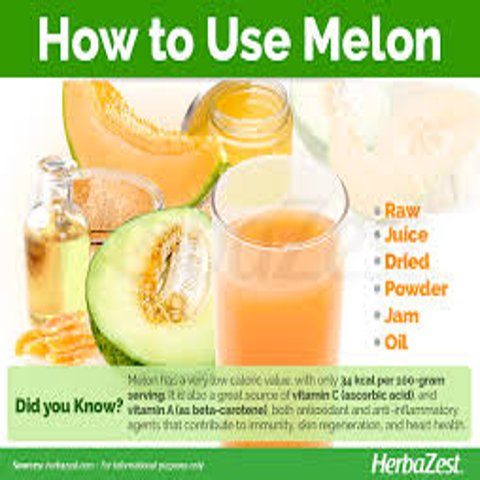 How to Use Melon
Raw
Juice
Dried
Powder
Jam
Oil
Did you Know?
Melon has a very low caloric value, with only 34 kcal per 100-gram
serving. It is also a great source of vitamin C (ascorbic acid), and
vitamin A (as beta-carotene), both antioxidant and anti-inflammatory
agents that contribute to immunity, skin regeneration, and heart health.
Sources: herbazest.com - For informational purposes only
HerbaZest